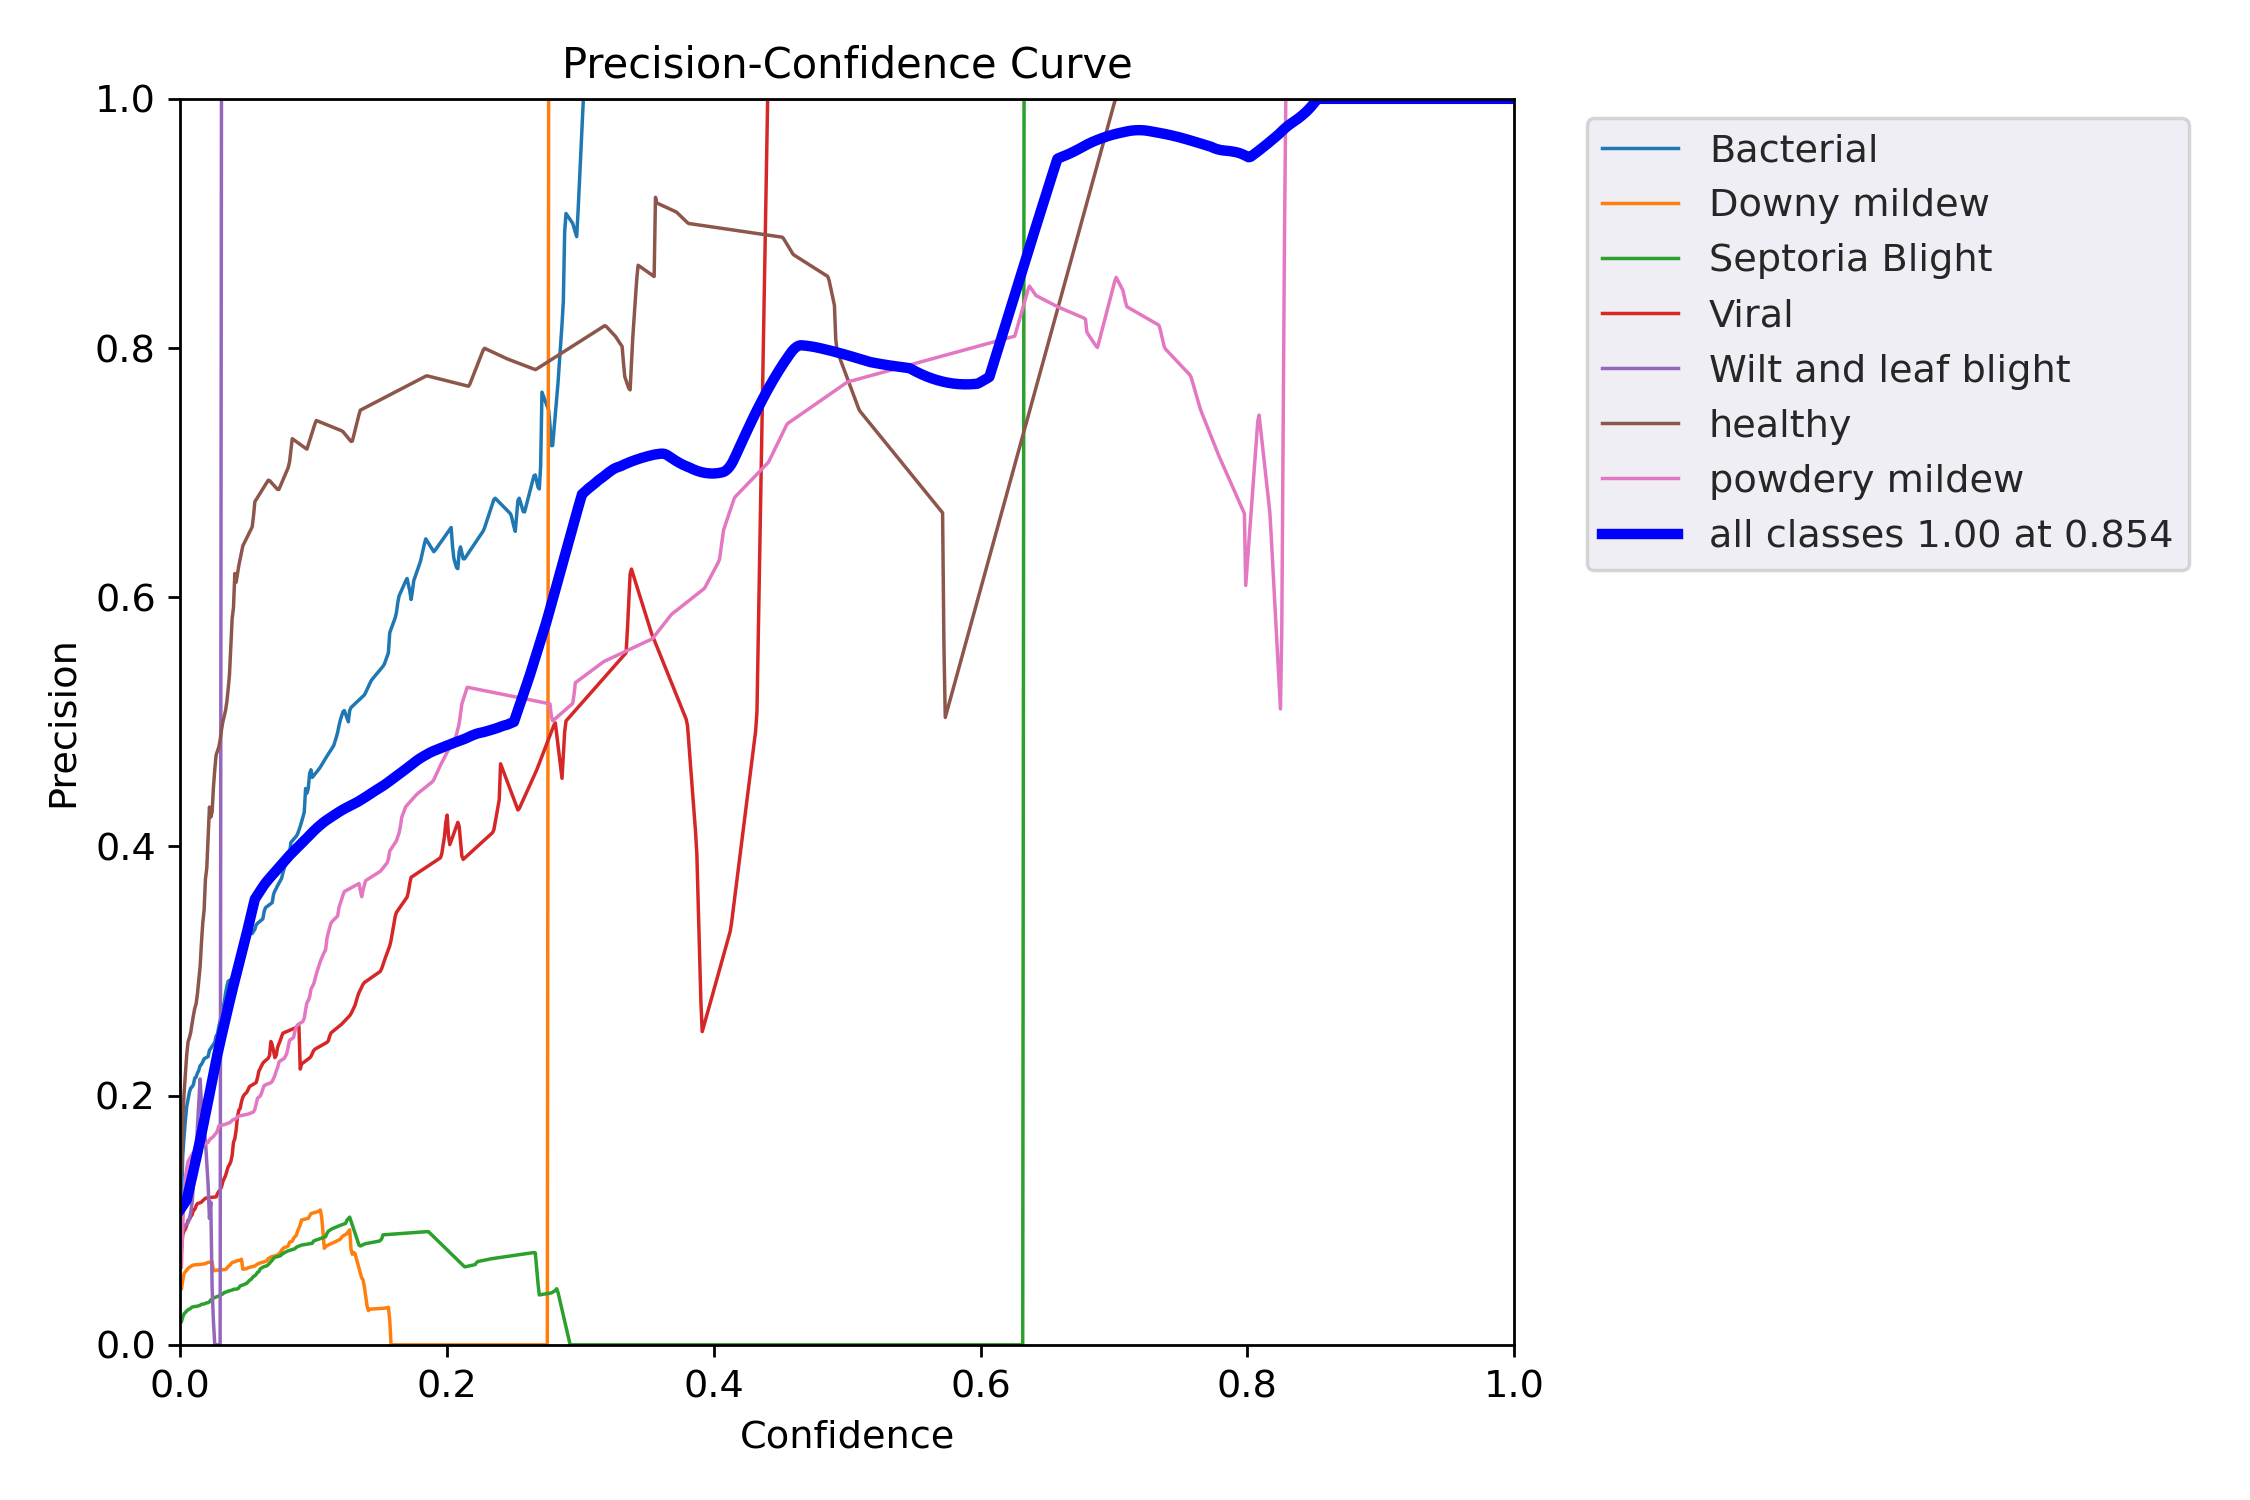 Precision-Confidence Curve
1.0
0.8
0.6
0.4
0.2
0.0
Precision
0.0 0.2 0.4 0.6 0.8 1.0
Confidence
Bacterial
Downy mildew
Septoria Blight
Viral
Wilt and leaf blight
healthy
powdery mildew
all classes 1.00 at 0.854